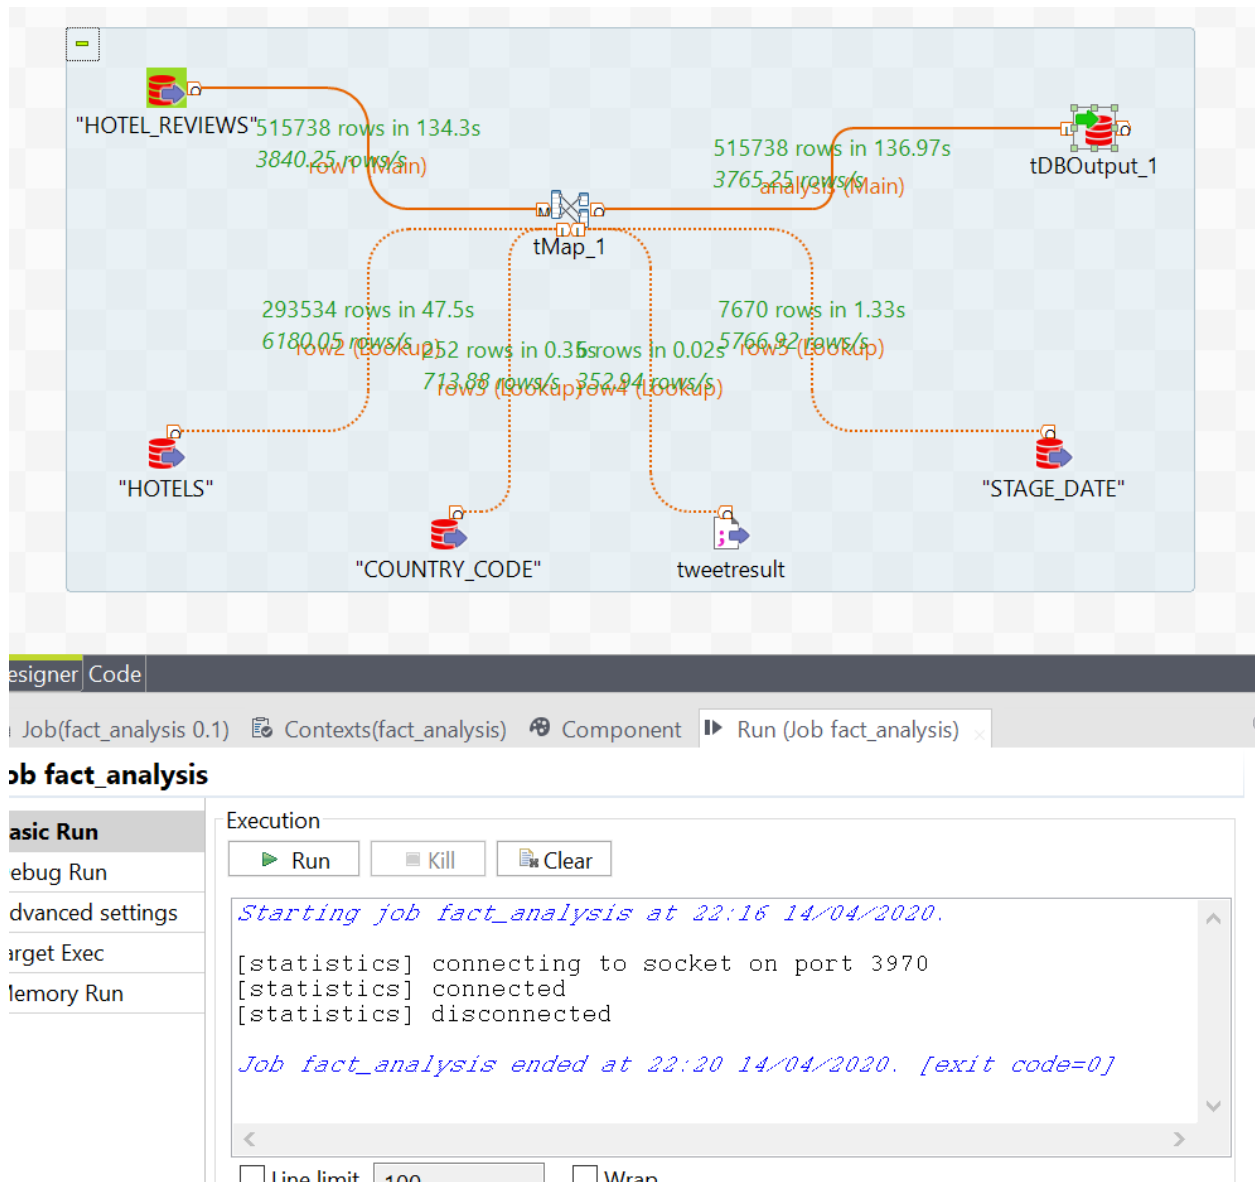 "HOTEL_REVIEWS"
515738 rows in 134.3s
3840.25 rows/s
row1 (Main)
515738 rows in 136.97s
3765.25 rows/s
analysis (Main)
tDBOutput_1
tMap_1
293534 rows in 47.5s
6180.05 rows/s
row2 (Lookup)
252 rows in 0.35s
713.88 rows/s
row3 (Lookup)
rows in 0.02s
352.94 rows/s
row4 (Lookup)
7670 rows in 1.33s
5766.92 rows/s
row5 (Lookup)
"HOTELS"
"STAGE_DATE"
"COUNTRY_CODE"
tweetresult
esigner Code
Job(fact_analysis 0.1) Contexts(fact_analysis) Component Run (Job fact_analysis)
ob fact_analysis
asic Run
ebug Run
dvanced settings
arget Exec
Memory Run
Execution
Run Kill Clear
Starting job fact_analysis at 22:16 14/04/2020.
[statistics] connecting to socket on port 3970
[statistics] connected
[statistics] disconnected
Job fact_analysis ended at 22:20 14/04/2020. [exit code=0]
Line limit 100 Wrap